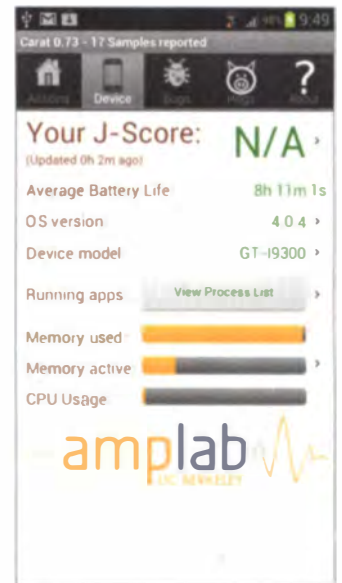 9:49
Carat 0.73 - 17 Samples reported
Actions Device Bugs Hogs About
Your J-Score: N/A
(Updated 0h 2m ago)
Average Battery Life 8h 11m 1s
OS version 4.0.4
Device model GT-I9300
Running apps View Process List
Memory used
Memory active
CPU Usage
amplab
UC BERKELEY